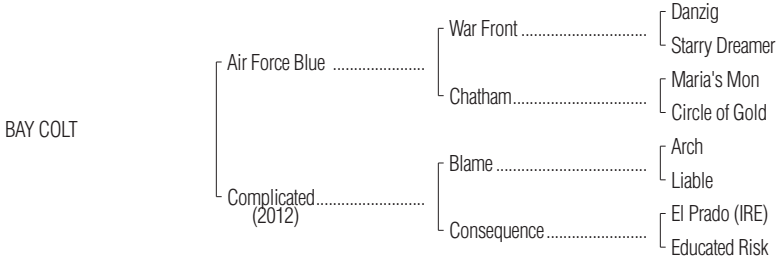 Danzig
War Front ..............................
Starry Dreamer
Air Force Blue ......................
Maria's Mon
Chatham................................
Circle of Gold
BAY COLT
Arch
Blame ....................................
Liable
Complicated..........................
(2012)
El Prado (IRE)
Consequence........................
Educated Risk